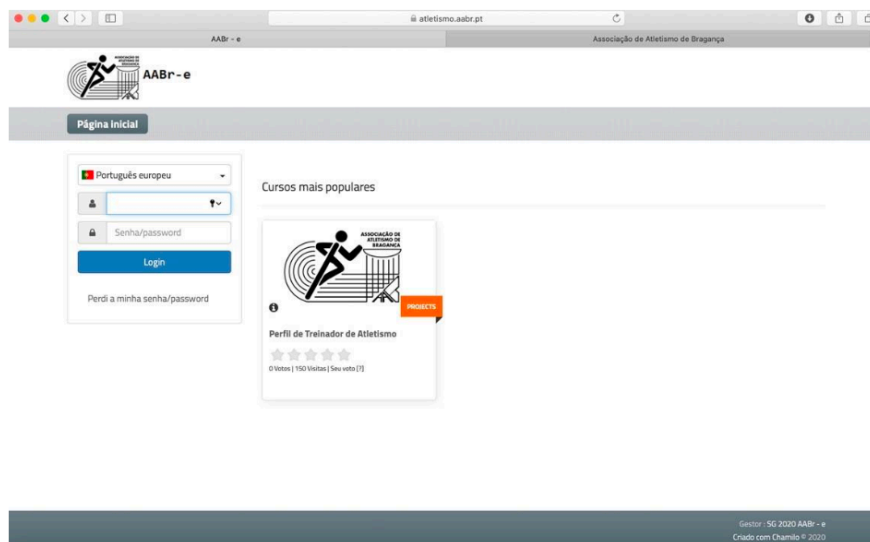 atletismo.aabr.pt
AABr - e
Associação de Atletismo de Bragança
AABr-e
Página inicial
Português europeu
Senha/password
Login
Perdi a minha senha/password
Cursos mais populares
ASSOCIAÇÃO DE
ATLETISMO DE
BRAGANÇA
PROJECTS
Perfil de Treinador de Atletismo
0 Votos | 150 Visitas | Seu voto [?]
Gestor : SG 2020 AABr - e
Criado com Chamilo © 2020